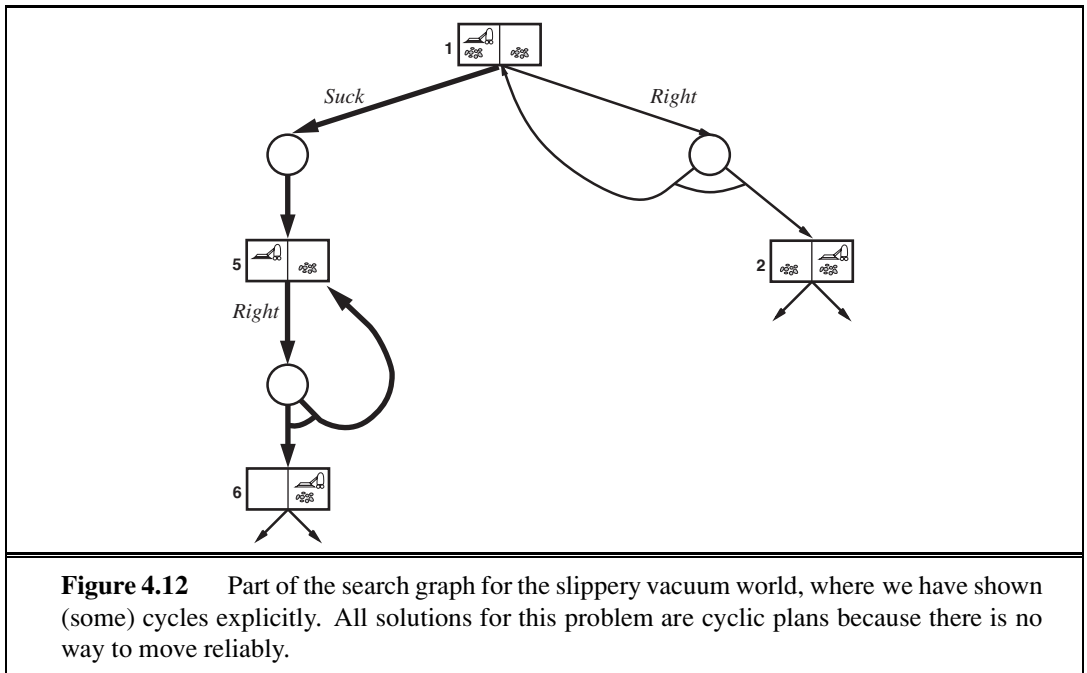 1
Suck
Right
5
2
Right
6
Figure 4.12 Part of the search graph for the slippery vacuum world, where we have shown
(some) cycles explicitly. All solutions for this problem are cyclic plans because there is no
way to move reliably.